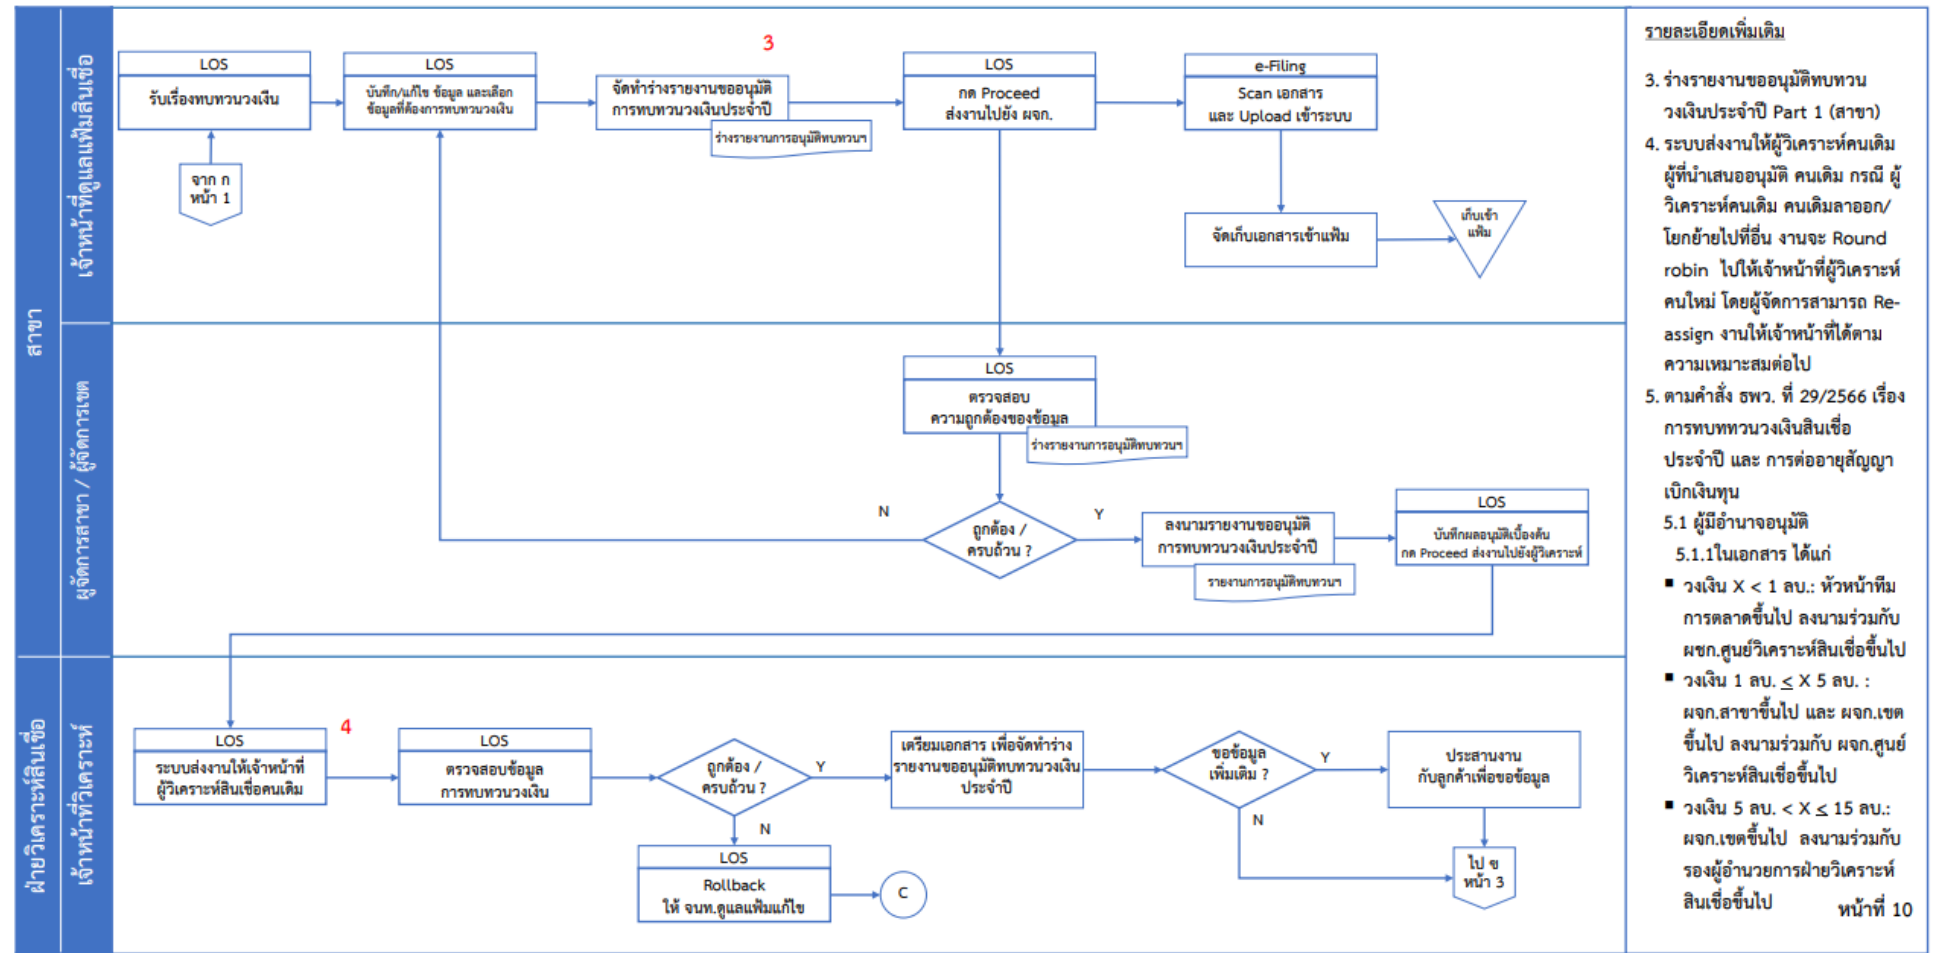 สาขา
เจ้าหน้าที่ดูแลแฟ้มสินเชื่อ
LOS
รับเรื่องทบทวนวงเงิน
จาก ก
หน้า 1
LOS
บันทึก/แก้ไข ข้อมูล และเลือก
ข้อมูลที่ต้องการทบทวนวงเงิน
3
จัดทำร่างรายงานขออนุมัติ
การทบทวนวงเงินประจำปี
ร่างรายงานการอนุมัติทบทวนฯ
LOS
กด Proceed
ส่งงานไปยัง ผจก.
e-Filing
Scan เอกสาร
และ Upload เข้าระบบ
จัดเก็บเอกสารเข้าแฟ้ม
เก็บเข้า
แฟ้ม
ผู้จัดการสาขา / ผู้จัดการเขต
LOS
ตรวจสอบ
ความถูกต้องของข้อมูล
ร่างรายงานการอนุมัติทบทวนฯ
N
ถูกต้อง /
ครบถ้วน ?
Y
ลงนามรายงานขออนุมัติ
การทบทวนวงเงินประจำปี
รายงานการอนุมัติทบทวนฯ
LOS
บันทึกผลอนุมัติเบื้องต้น
กด Proceed ส่งงานไปยังผู้วิเคราะห์
ฝ่ายวิเคราะห์สินเชื่อ
เจ้าหน้าที่วิเคราะห์
LOS
ระบบส่งงานให้เจ้าหน้าที่
ผู้วิเคราะห์สินเชื่อคนเดิม
4
LOS
ตรวจสอบข้อมูล
การทบทวนวงเงิน
ถูกต้อง /
ครบถ้วน ?
Y
N
LOS
Rollback
ให้ จนท.ดูแลแฟ้มแก้ไข
C
เตรียมเอกสาร เพื่อจัดทำร่าง
รายงานขออนุมัติทบทวนวงเงิน
ประจำปี
ขอข้อมูล
เพิ่มเติม ?
Y
N
ประสานงาน
กับลูกค้าเพื่อขอข้อมูล
ไป ข
หน้า 3
รายละเอียดเพิ่มเติม
3. ร่างรายงานขออนุมัติทบทวน
วงเงินประจำปี Part 1 (สาขา)
4. ระบบส่งงานให้ผู้วิเคราะห์คนเดิม
ผู้ที่นำเสนออนุมัติ คนเดิม กรณี ผู้
วิเคราะห์คนเดิม คนเดิมลาออก/
โยกย้ายไปที่อื่น งานจะ Round
robin ไปให้เจ้าหน้าที่ผู้วิเคราะห์
คนใหม่ โดยผู้จัดการสามารถ Re-
assign งานให้เจ้าหน้าที่ได้ตาม
ความเหมาะสมต่อไป
5. ตามคำสั่ง ธพว. ที่ 29/2566 เรื่อง
การทบททวนวงเงินสินเชื่อ
ประจำปี และ การต่ออายุสัญญา
เบิกเงินทุน
5.1 ผู้มีอำนาจอนุมัติ
5.1.1ในเอกสาร ได้แก่
▪ วงเงิน X < 1 ลบ.: หัวหน้าทีม
การตลาดขึ้นไป ลงนามร่วมกับ
ผชก.ศูนย์วิเคราะห์สินเชื่อขึ้นไป
▪ วงเงิน 1 ลบ. ≤ X 5 ลบ. :
ผจก.สาขาขึ้นไป และ ผจก.เขต
ขึ้นไป ลงนามร่วมกับ ผจก.ศูนย์
วิเคราะห์สินเชื่อขึ้นไป
▪ วงเงิน 5 ลบ. < X ≤ 15 ลบ.:
ผจก.เขตขึ้นไป ลงนามร่วมกับ
รองผู้อำนวยการฝ่ายวิเคราะห์
สินเชื่อขึ้นไป
หน้าที่ 10